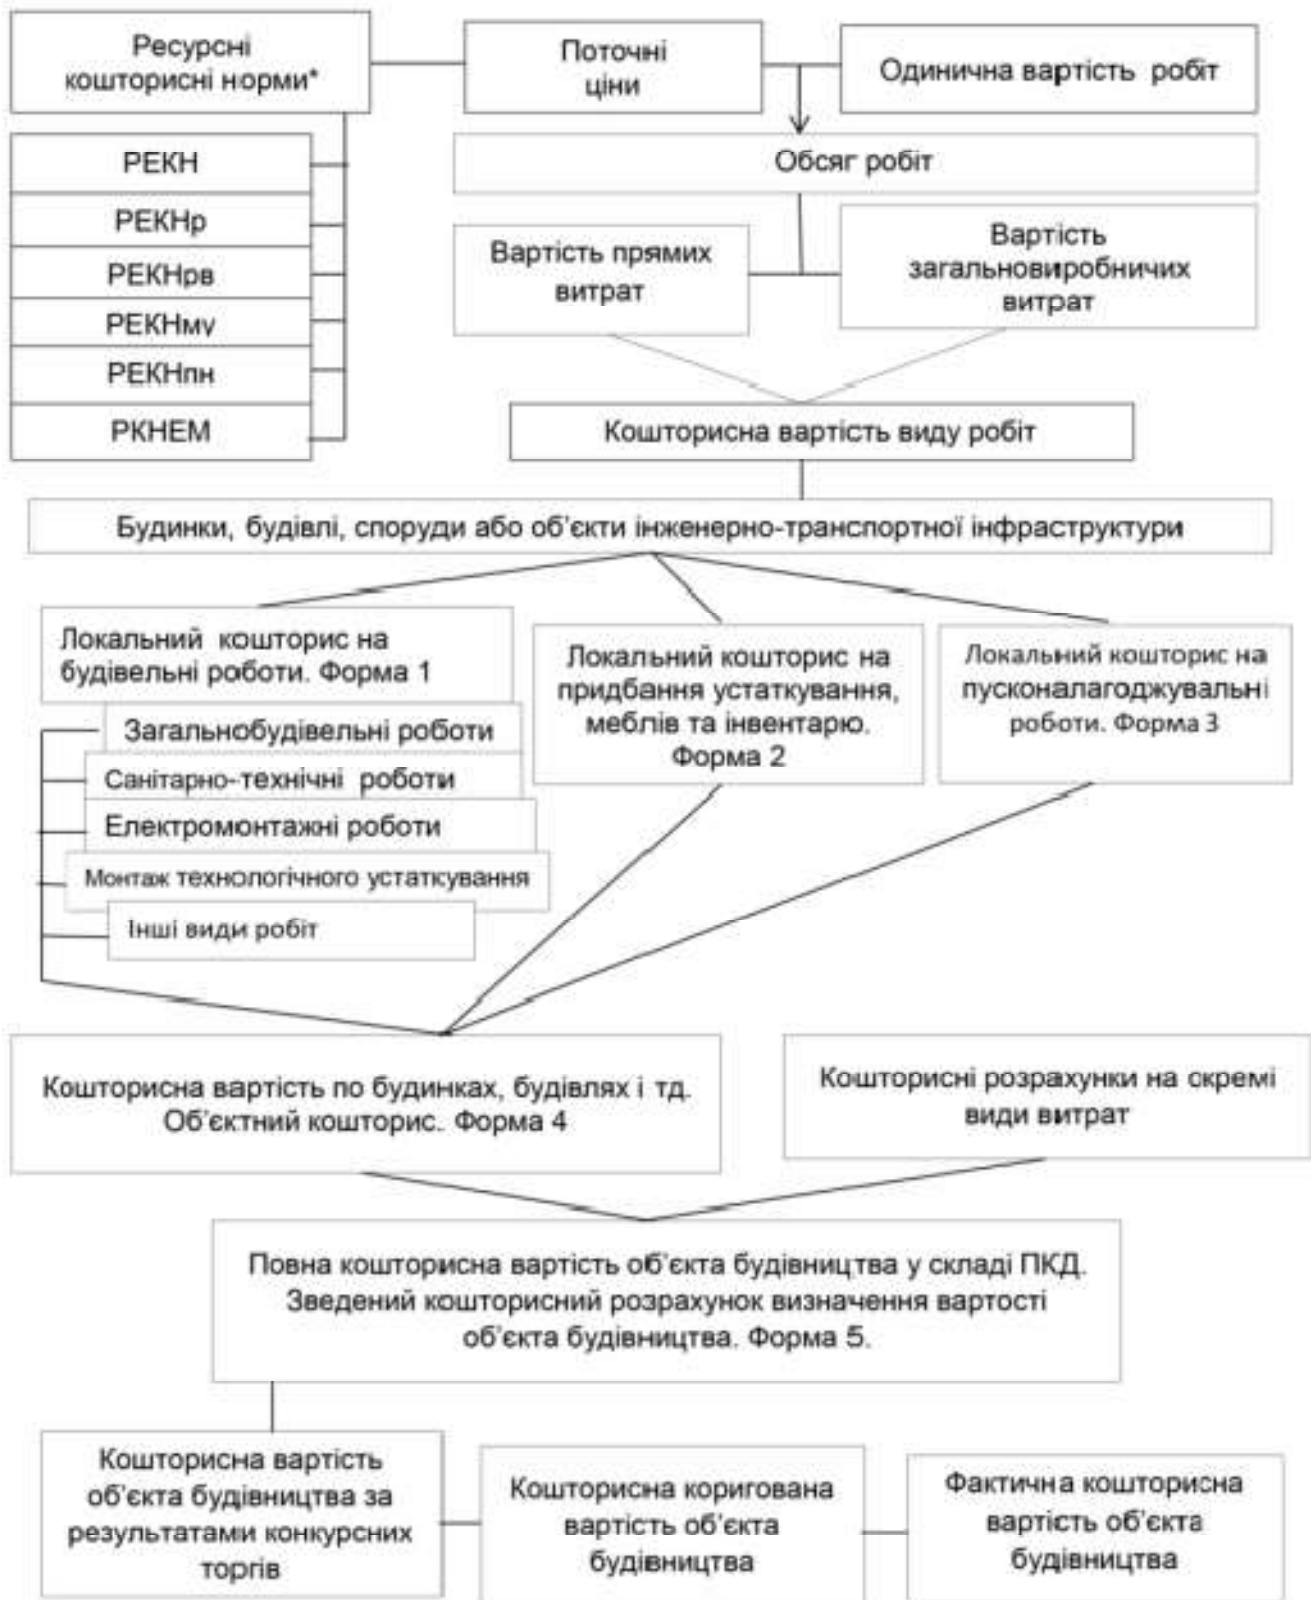 Ресурсні
кошторисні норми*
Поточні
ціни
Одинична вартість робіт
РЕКН
РЕКНр
РЕКНрв
РЕКНму
РЕКНпн
РКНЕМ
Обсяг робіт
Вартість прямих
витрат
Вартість
загальновиробничих
витрат
Кошторисна вартість виду робіт
Будинки, будівлі, споруди або об’єкти інженерно-транспортної інфраструктури
Локальний кошторис на
будівельні роботи. Форма 1
Загальнобудівельні роботи
Санітарно-технічні роботи
Електромонтажні роботи
Монтаж технологічного устаткування
Інші види робіт
Локальний кошторис на
придбання устаткування,
меблів та інвентарю.
Форма 2
Локальний кошторис на
пусконалагоджувальні
роботи. Форма 3
Кошторисна вартість по будинках, будівлях і тд.
Об’єктний кошторис. Форма 4
Кошторисні розрахунки на скремі
види витрат
Повна кошторисна вартість об’єкта будівництва у складі ПКД.
Зведений кошторисний розрахунок визначення вартості
об’єкта будівництва. Форма 5.
Кошторисна вартість
об’єкта будівництва за
результатами конкурсних
торгів
Кошторисна коригована
вартість об’єкта
будівництва
Фактична кошторисна
вартість об’єкта
будівництва